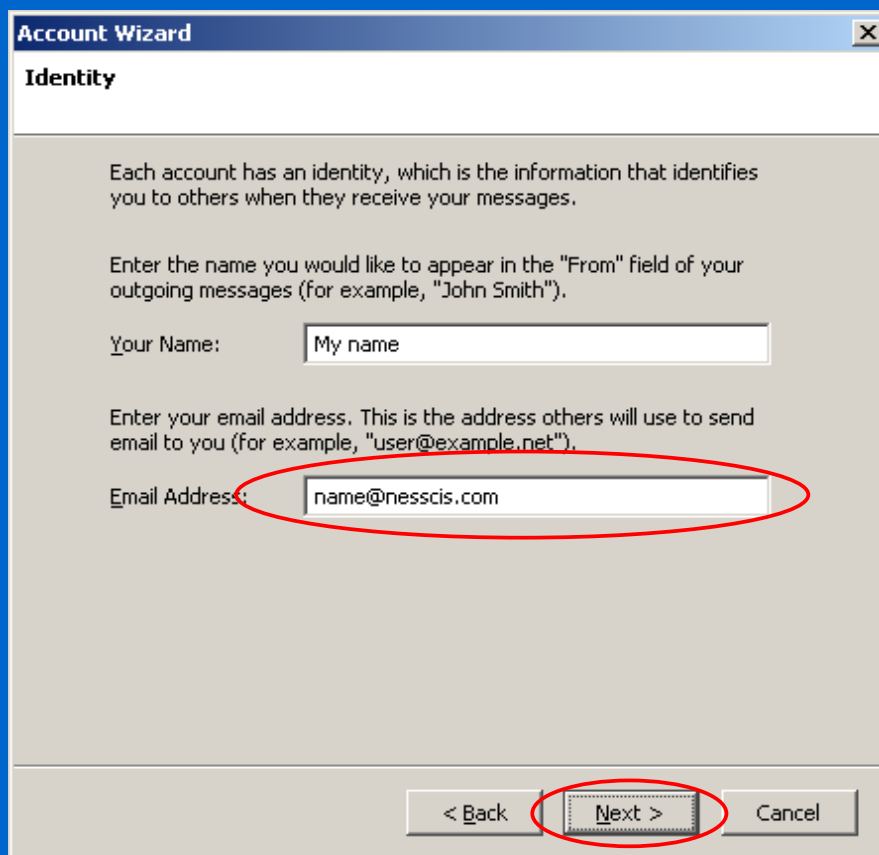 Account Wizard
Identity
Each account has an identity, which is the information that identifies
you to others when they receive your messages.
Enter the name you would like to appear in the "From" field of your
outgoing messages (for example, "John Smith").
Your Name: My name
Enter your email address. This is the address others will use to send
email to you (for example, "user@example.net").
Email Address: name@nesscis.com
< Back Next > Cancel